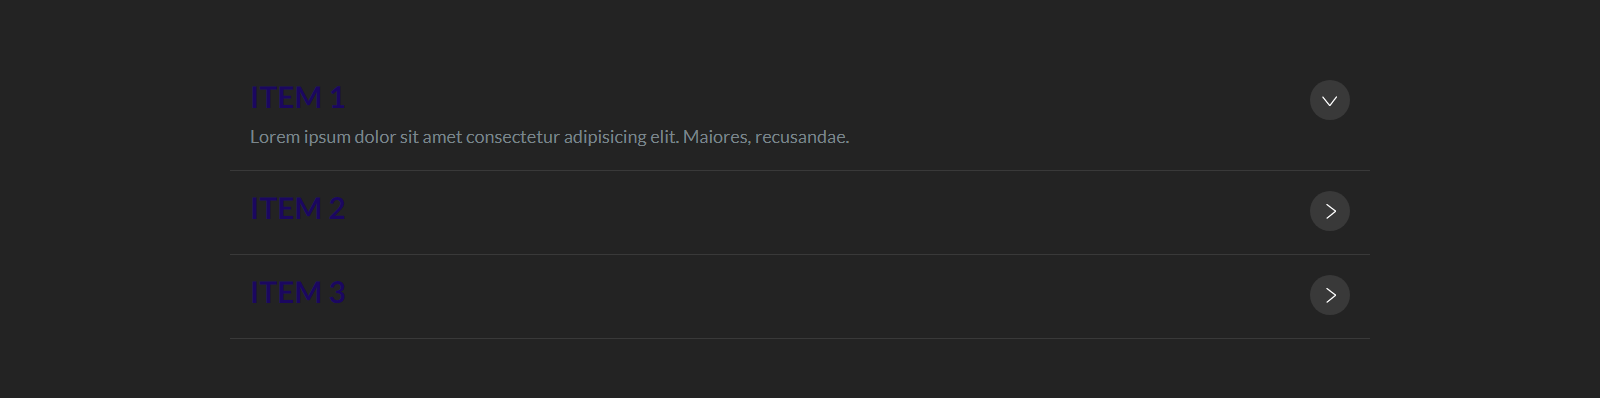 ITEM 1
Lorem ipsum dolor sit amet consectetur adipisicing elit. Maiores, recusandae.
ITEM 2
ITEM 3